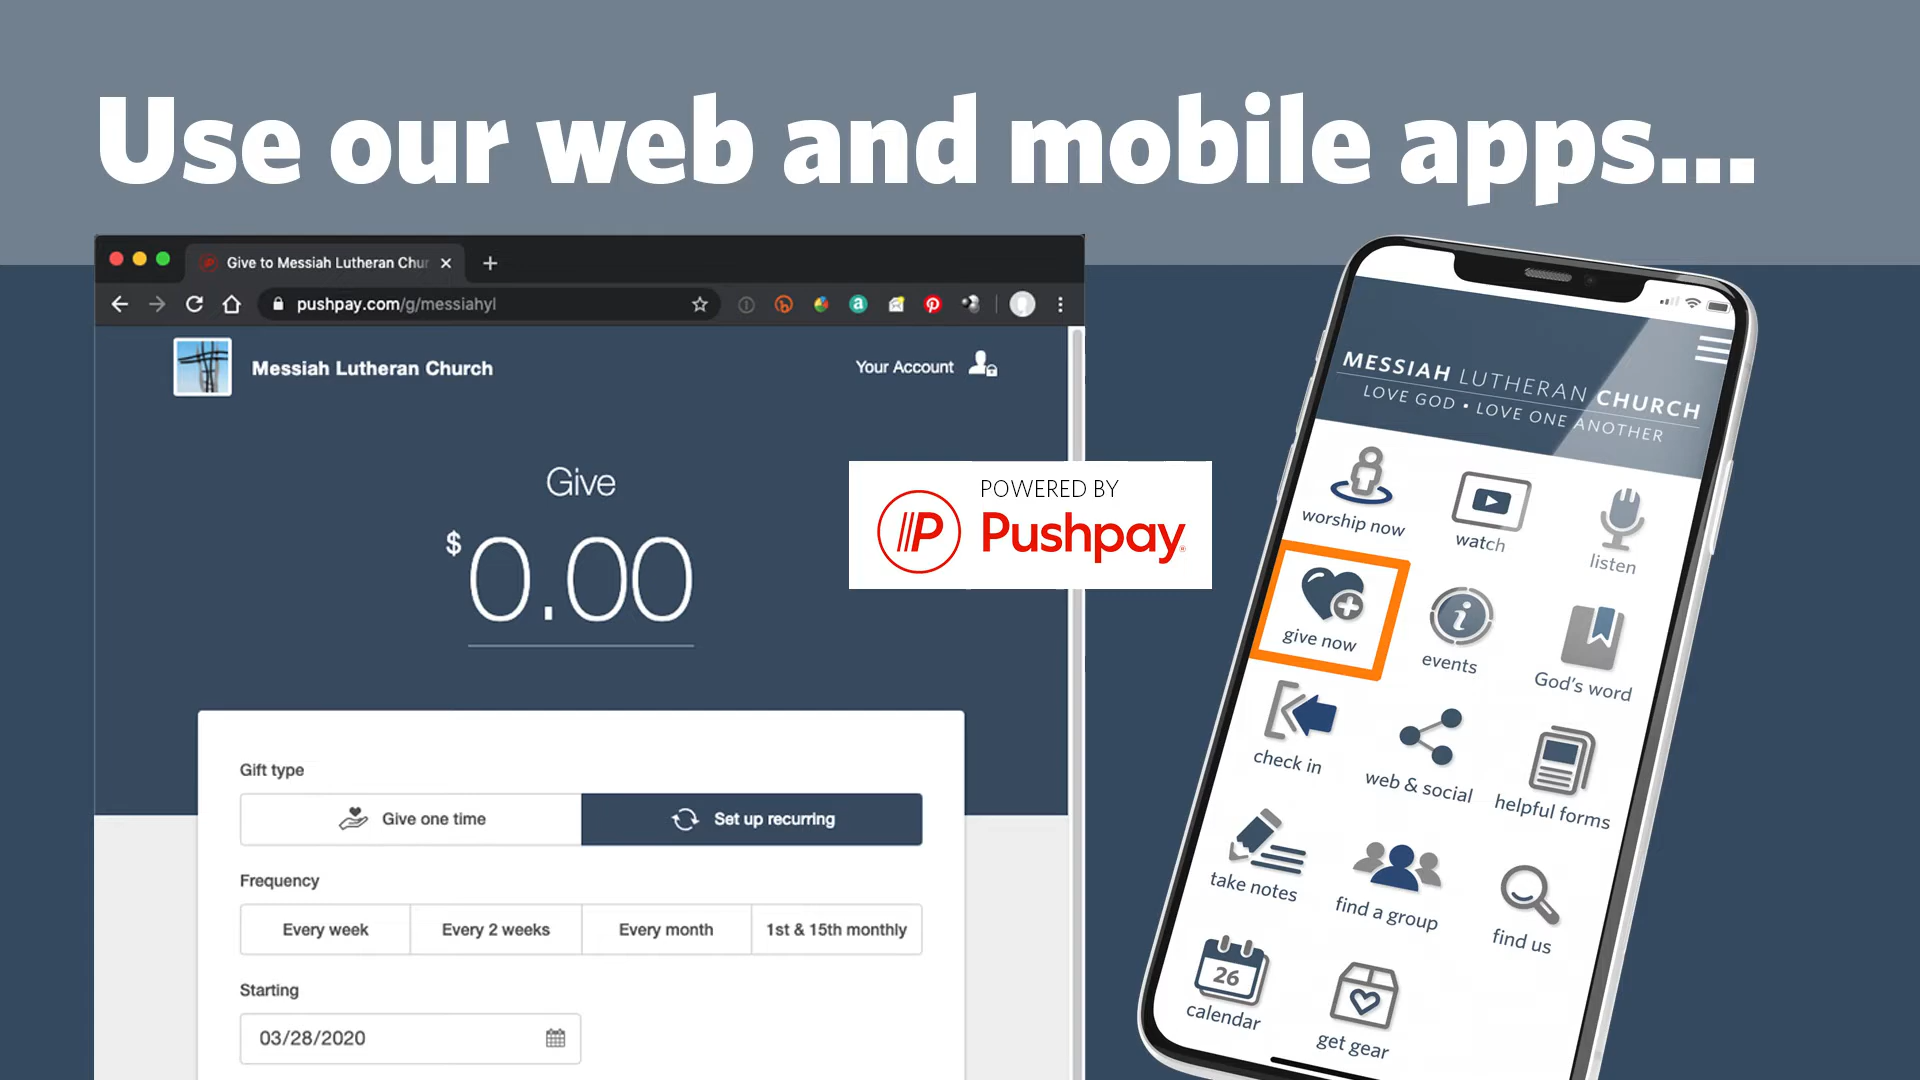 Use our web and mobile apps...
Give to Messiah Lutheran Chur
pushpay.com/g/messiahyl
Messiah Lutheran Church
Your Account
Give
$0.00
Gift type
Give one time
Set up recurring
Frequency
Every week
Every 2 weeks
Every month
1st & 15th monthly
Starting
03/28/2020
POWERED BY
Pushpay
MESSIAH LUTHERAN CHURCH
LOVE GOD • LOVE ONE ANOTHER
worship now
watch
listen
give now
events
God's word
check in
web & social
helpful forms
take notes
find a group
find us
26
calendar
get gear